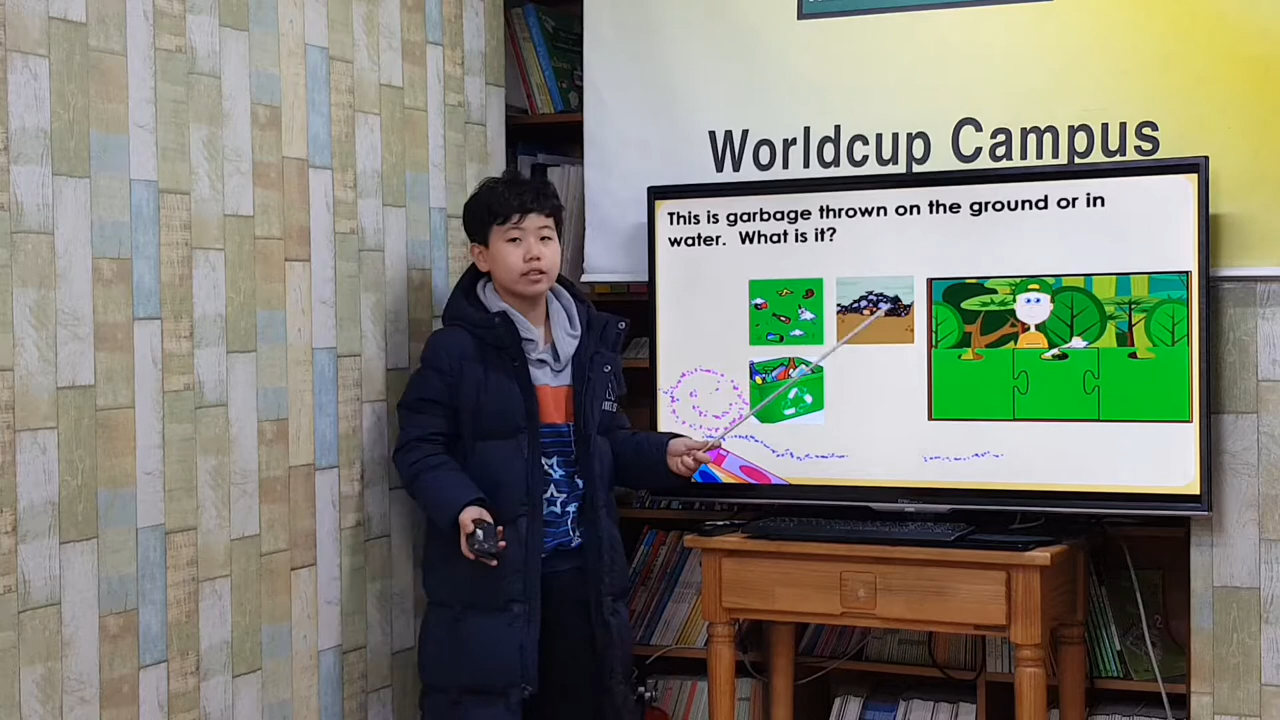 Worldcup Campus
This is garbage thrown on the ground or in
water. What is it?